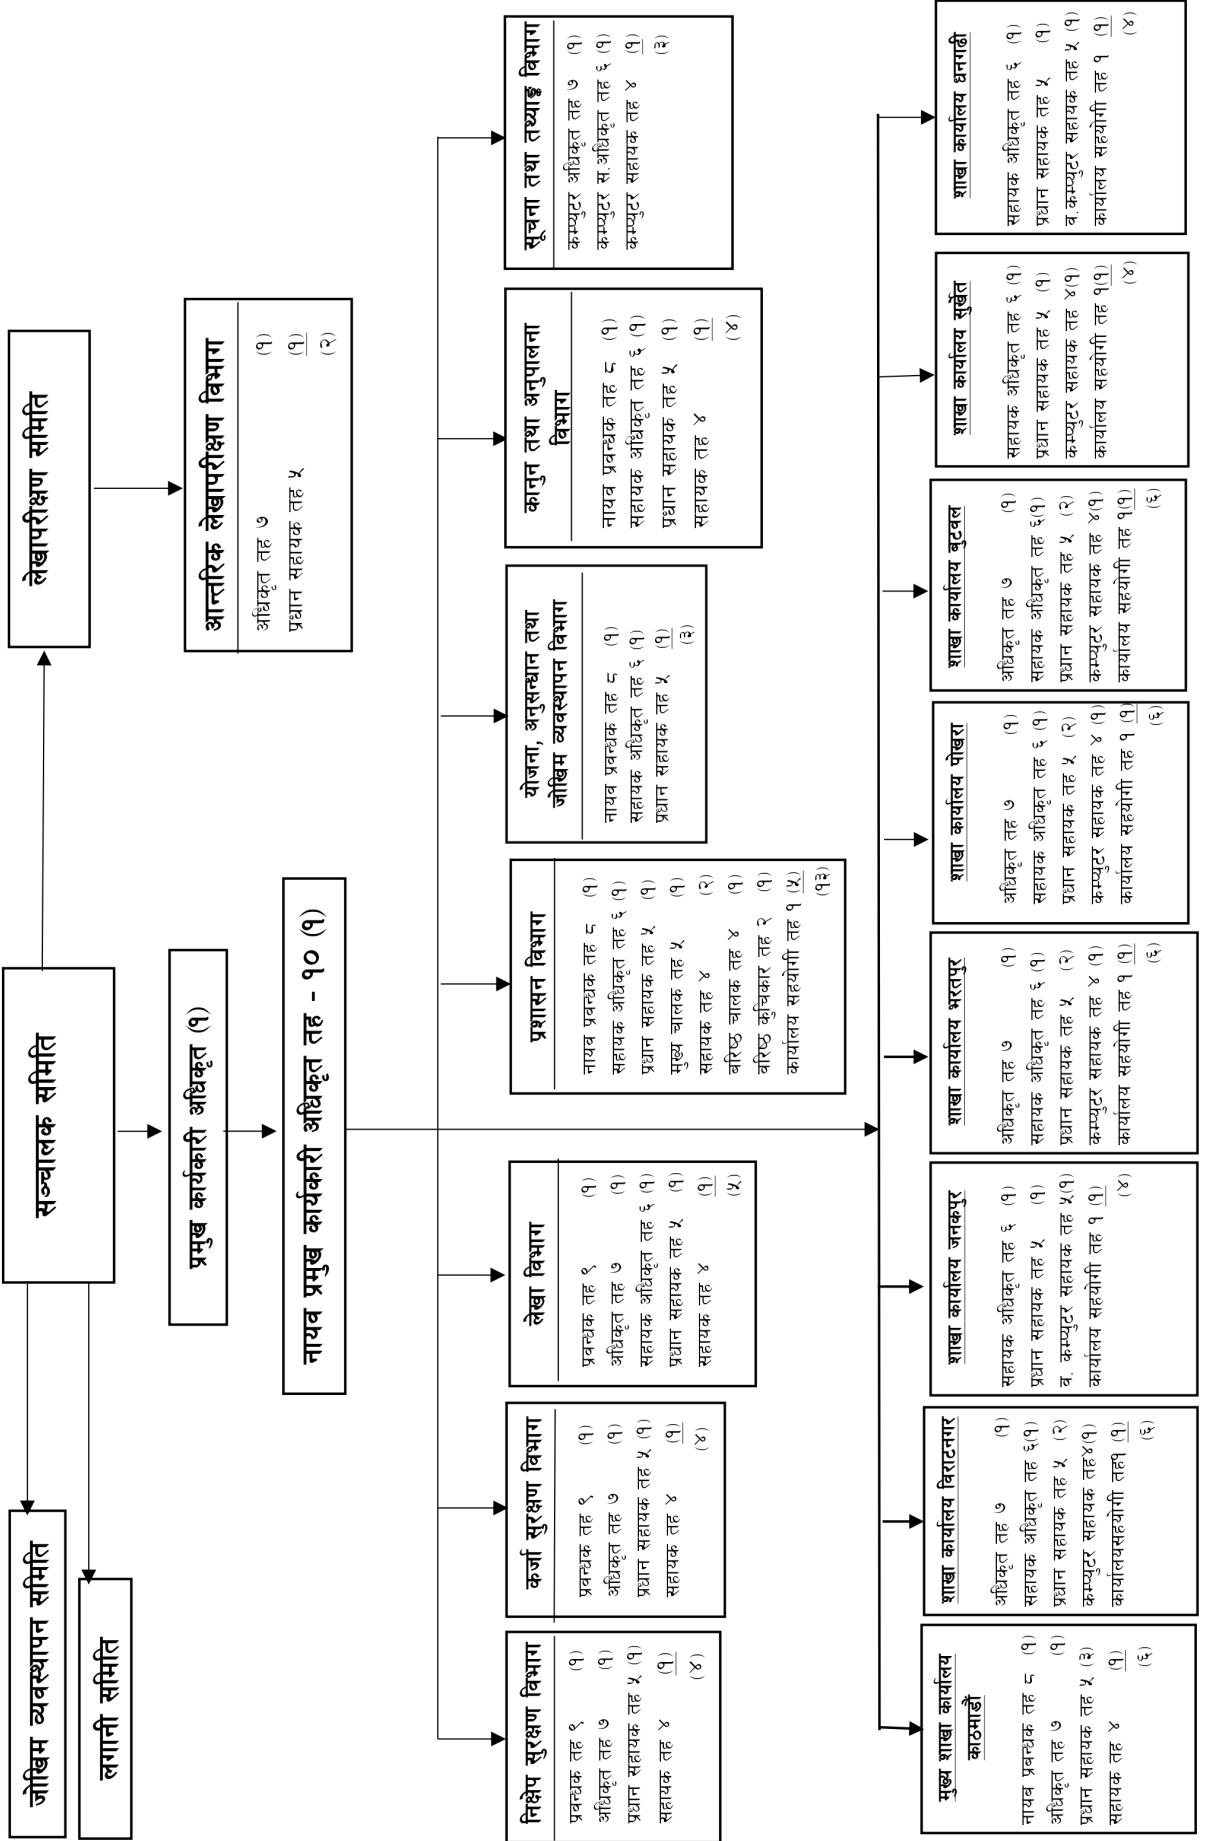 सञ्चालक समिति
जोखिम व्यवस्थापन समिति
लगानी समिति
लेखापरीक्षण समिति
आन्तरिक लेखापरीक्षण विभाग
अधिकृत तह ७ (१)
प्रधान सहायक तह ५ (१)
(२)
प्रमुख कार्यकारी अधिकृत (१)
नायव प्रमुख कार्यकारी अधिकृत तह - १० (१)
निक्षेप सुरक्षण विभाग
प्रवन्धक तह ९ (१)
अधिकृत तह ७ (१)
प्रधान सहायक तह ५ (१)
सहायक तह ४ (१)
(४)
कर्जा सुरक्षण विभाग
प्रवन्धक तह ९ (१)
अधिकृत तह ७ (१)
प्रधान सहायक तह ५ (१)
सहायक तह ४ (१)
(४)
लेखा विभाग
प्रवन्धक तह ९ (१)
अधिकृत तह ७ (१)
सहायक अधिकृत तह ६ (१)
प्रधान सहायक तह ५ (१)
सहायक तह ४ (१)
(५)
प्रशासन विभाग
नायव प्रवन्धक तह ८ (१)
सहायक अधिकृत तह ६ (१)
प्रधान सहायक तह ५ (१)
मुख्य चालक तह ५ (१)
सहायक तह ४ (२)
वरिष्ठ चालक तह ४ (१)
वरिष्ठ कुचिकार तह २ (१)
कार्यालय सहयोगी तह १ (५)
(१३)
योजना, अनुसन्धान तथा
जोखिम व्यवस्थापन विभाग
नायव प्रवन्धक तह ८ (१)
सहायक अधिकृत तह ६ (१)
प्रधान सहायक तह ५ (१)
(३)
कानुन तथा अनुपालना
विभाग
नायव प्रवन्धक तह ८ (१)
सहायक अधिकृत तह ६ (१)
प्रधान सहायक तह ५ (१)
सहायक तह ४ (१)
(४)
सूचना तथा तथ्याङ्क विभाग
कम्प्युटर अधिकृत तह ७ (१)
कम्प्युटर स.अधिकृत तह ६ (१)
कम्प्युटर सहायक तह ४ (१)
(३)
मुख्य शाखा कार्यालय
काठमाडौं
नायव प्रबन्धक तह ८ (१)
अधिकृत तह ७ (१)
प्रधान सहायक तह ५ (३)
सहायक तह ४ (१)
(६)
शाखा कार्यालय विराटनगर
अधिकृत तह ७ (१)
सहायक अधिकृत तह ६(१)
प्रधान सहायक तह ५ (२)
कम्प्युटर सहायक तह४(१)
कार्यालयसहयोगी तह१ (१)
(६)
शाखा कार्यालय जनकपुर
सहायक अधिकृत तह ६ (१)
प्रधान सहायक तह ५ (१)
व. कम्प्युटर सहायक तह ५(१)
कार्यालय सहयोगी तह १ (१)
(४)
शाखा कार्यालय भरतपुर
अधिकृत तह ७ (१)
सहायक अधिकृत तह ६ (१)
प्रधान सहायक तह ५ (२)
कम्प्युटर सहायक तह ४ (१)
कार्यालय सहयोगी तह १ (१)
(६)
शाखा कार्यालय पोखरा
अधिकृत तह ७ (१)
सहायक अधिकृत तह ६ (१)
प्रधान सहायक तह ५ (२)
कम्प्युटर सहायक तह ४ (१)
कार्यालय सहयोगी तह १ (१)
(६)
शाखा कार्यालय बुटवल
अधिकृत तह ७ (१)
सहायक अधिकृत तह ६(१)
प्रधान सहायक तह ५ (२)
कम्प्युटर सहायक तह ४(१)
कार्यालय सहयोगी तह १(१)
(६)
शाखा कार्यालय सुर्खेत
सहायक अधिकृत तह ६ (१)
प्रधान सहायक तह ५ (१)
कम्प्युटर सहायक तह ४(१)
कार्यालय सहयोगी तह १(१)
(४)
शाखा कार्यालय धनगढी
सहायक अधिकृत तह ६ (१)
प्रधान सहायक तह ५ (१)
व.कम्प्युटर सहायक तह ५ (१)
कार्यालय सहयोगी तह १ (१)
(४)